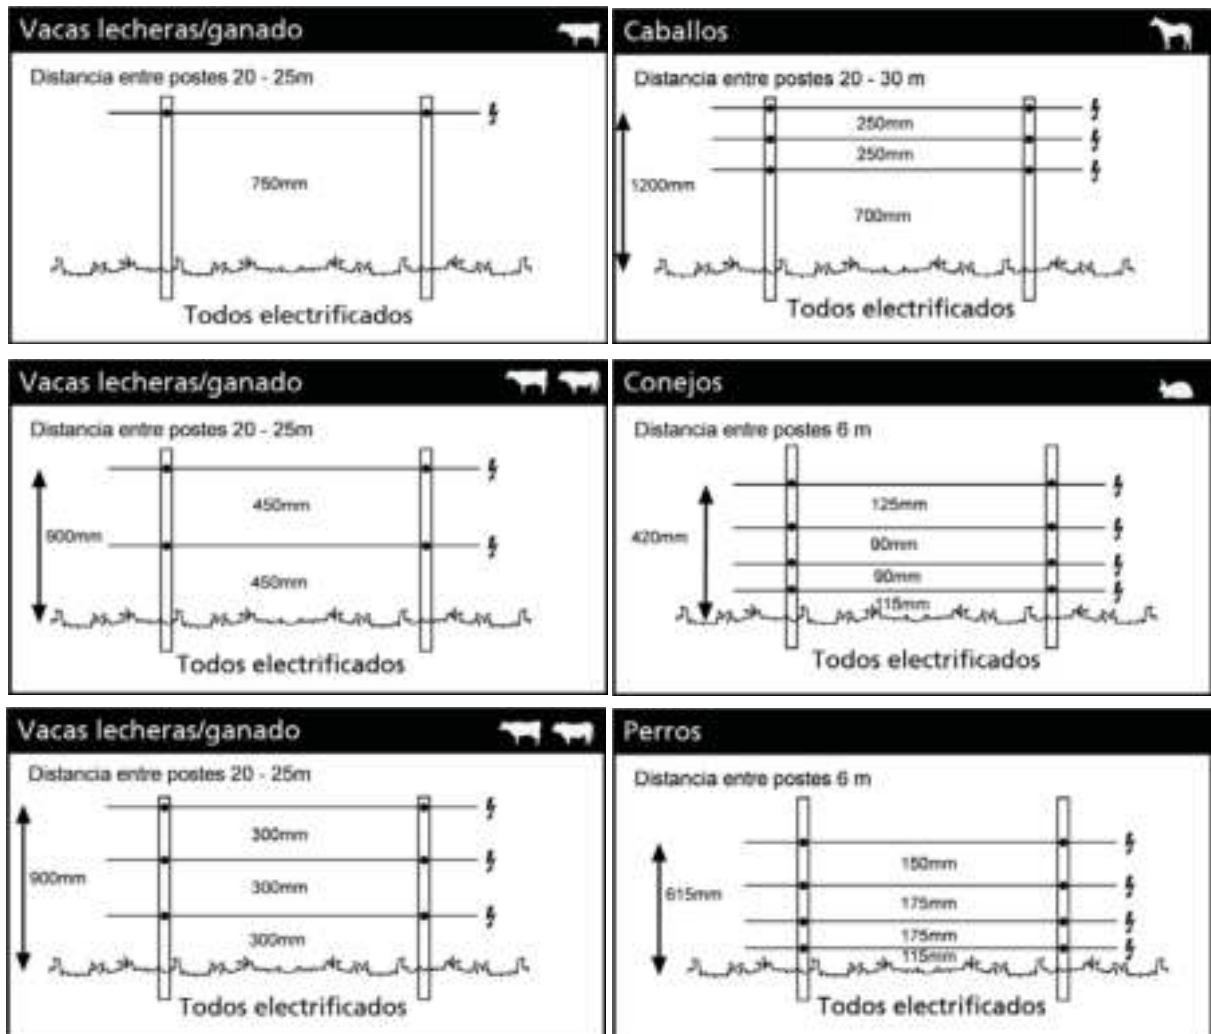 Vacas lecheras/ganado
Distancia entre postes 20 - 25m
750mm
Todos electrificados
Caballos
Distancia entre postes 20 - 30 m
250mm
250mm
1200mm
700mm
Todos electrificados
Vacas lecheras/ganado
Distancia entre postes 20 - 25m
450mm
900mm
450mm
Todos electrificados
Conejos
Distancia entre postes 6 m
125mm
420mm
90mm
90mm
115mm
Todos electrificados
Vacas lecheras/ganado
Distancia entre postes 20 - 25m
300mm
900mm
300mm
300mm
Todos electrificados
Perros
Distancia entre postes 6 m
150mm
615mm
175mm
175mm
115mm
Todos electrificados